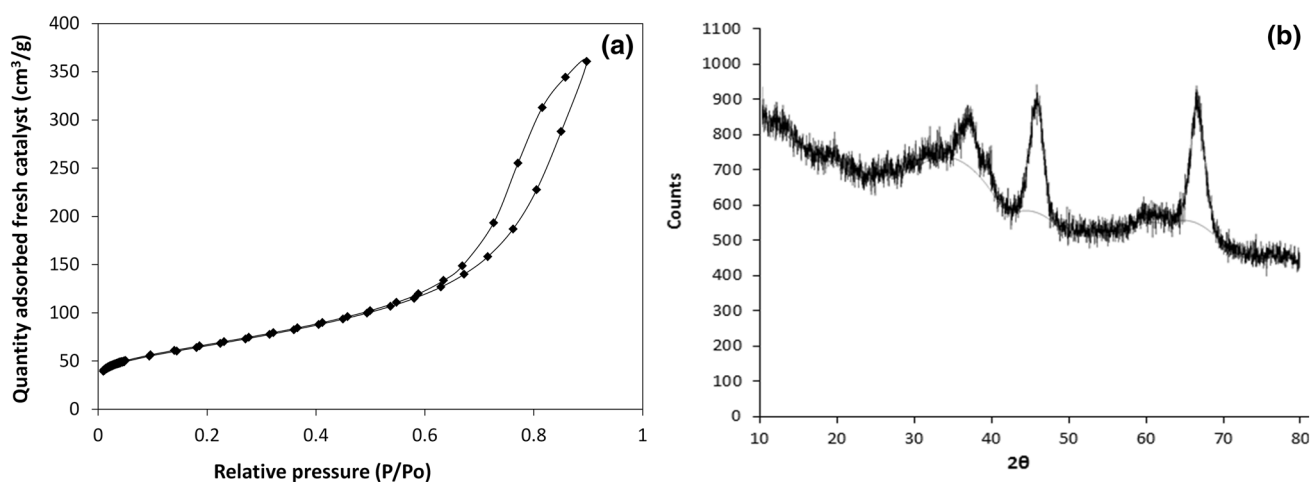 (a)
Quantity adsorbed fresh catalyst (cm³/g)
400
350
300
250
200
150
100
50
0
0 0.2 0.4 0.6 0.8 1
Relative pressure (P/Po)
(b)
Counts
1100
1000
900
800
700
600
500
400
300
200
100
0
10 20 30 40 50 60 70 80
2θ